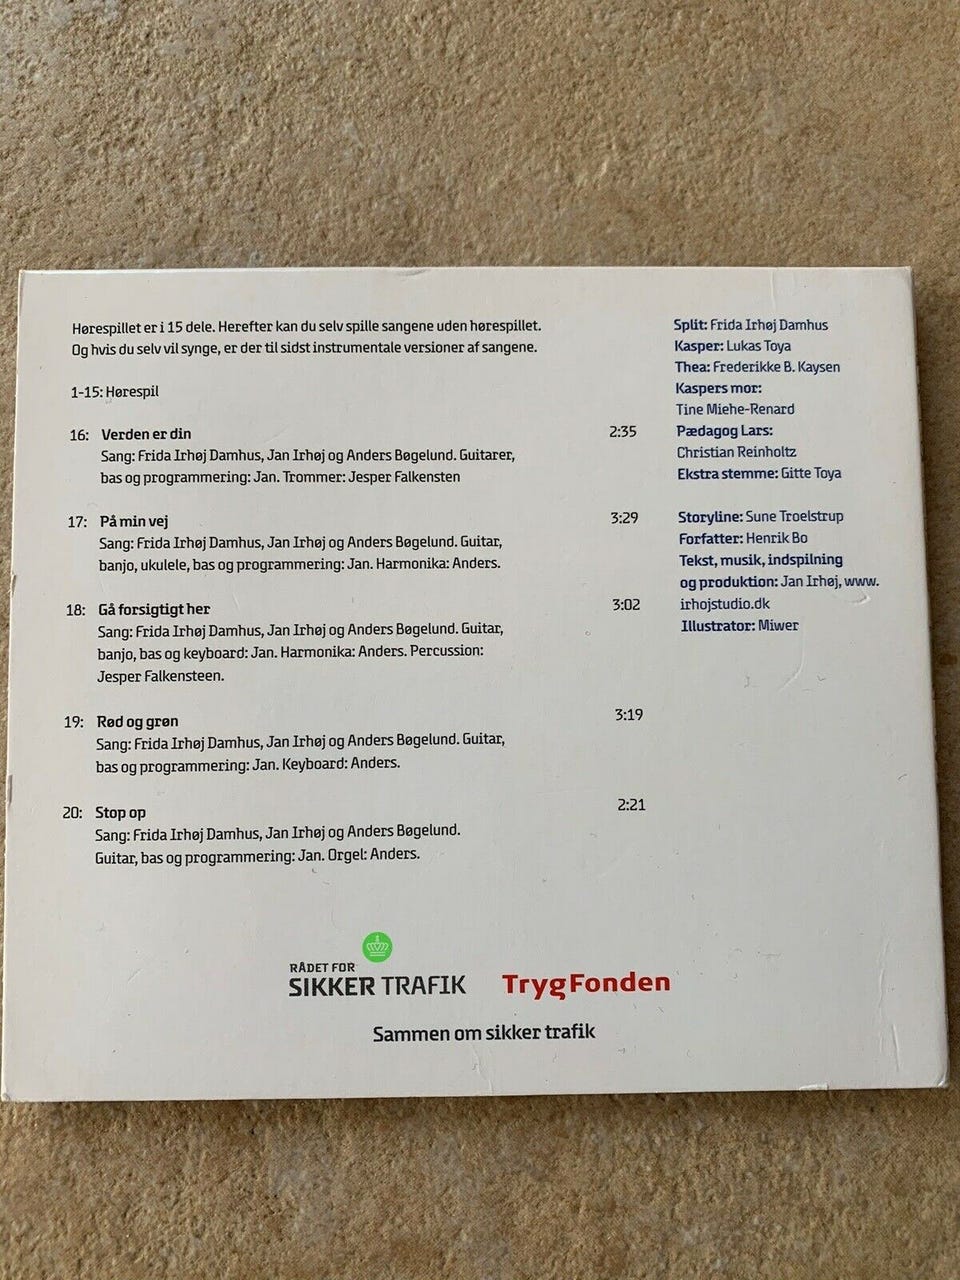 Hørespillet er i 15 dele. Herefter kan du selv spille sangene uden hørespillet.
Og hvis du selv vil synge, er der til sidst instrumentale versioner af sangene.
1-15: Hørespil
16: Verden er din 2:35
Sang: Frida Irhøj Damhus, Jan Irhøj og Anders Bøgelund. Guitarer,
bas og programmering: Jan. Trommer: Jesper Falkensten
17: På min vej 3:29
Sang: Frida Irhøj Damhus, Jan Irhøj og Anders Bøgelund. Guitar,
banjo, ukulele, bas og programmering: Jan. Harmonika: Anders.
18: Gå forsigtigt her 3:02
Sang: Frida Irhøj Damhus, Jan Irhøj og Anders Bøgelund. Guitar,
banjo, bas og keyboard: Jan. Harmonika: Anders. Percussion:
Jesper Falkensteen.
19: Rød og grøn 3:19
Sang: Frida Irhøj Damhus, Jan Irhøj og Anders Bøgelund. Guitar,
bas og programmering: Jan. Keyboard: Anders.
20: Stop op 2:21
Sang: Frida Irhøj Damhus, Jan Irhøj og Anders Bøgelund.
Guitar, bas og programmering: Jan. Orgel: Anders.
Split: Frida Irhøj Damhus
Kasper: Lukas Toya
Thea: Frederikke B. Kaysen
Kaspers mor:
Tine Miehe-Renard
Pædagog Lars:
Christian Reinholtz
Ekstra stemme: Gitte Toya
Storyline: Sune Troelstrup
Forfatter: Henrik Bo
Tekst, musik, indspilning
og produktion: Jan Irhøj, www.
irhojstudio.dk
Illustrator: Miwer
RÅDET FOR
SIKKER TRAFIK
TrygFonden
Sammen om sikker trafik